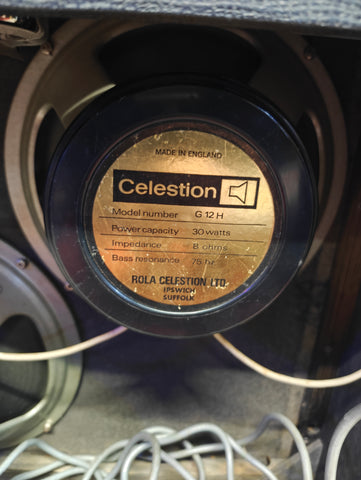 MADE IN ENGLAND
Celestion
Model number G 12 H
Power capacity 30 watts
Impedance 8 ohms
Bass resonance 75 hz
ROLA CELESTION LTD
IPSWICH
SUFFOLK